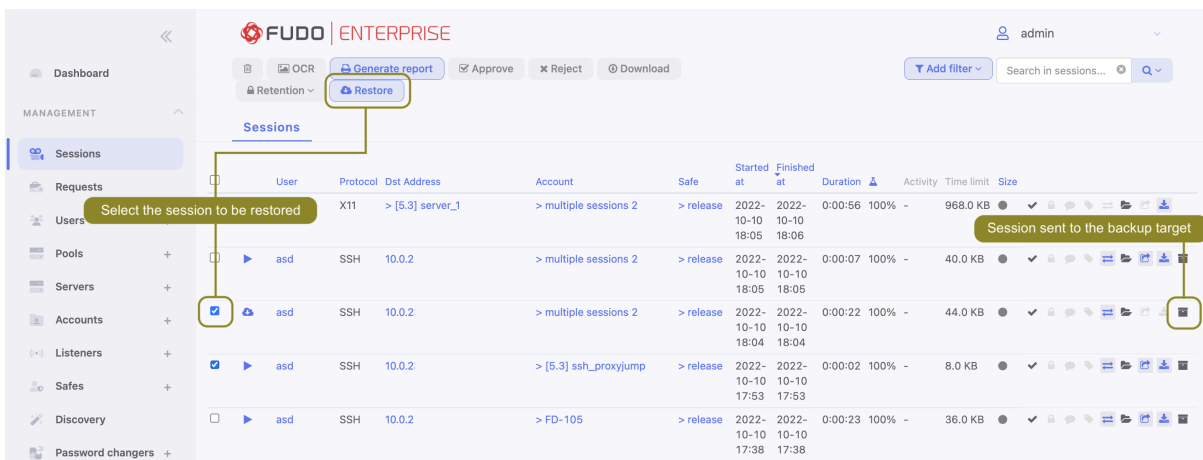 FUDO ENTERPRISE
admin
Dashboard
MANAGEMENT
Sessions
Requests
Users
Pools
Servers
Accounts
Listeners
Safes
Discovery
Password changers
OCR
Generate report
Approve
Reject
Download
Add filter
Search in sessions...
Retention
Restore
Sessions
User Protocol Dst Address Account Safe Started at Finished at Duration Activity Time limit Size
Select the session to be restored
Session sent to the backup target
X11 > [5.3] server_1 > multiple sessions 2 > release 2022-10-10 18:05 2022-10-10 18:06 0:00:56 100% - 968.0 KB
asd SSH 10.0.2 > multiple sessions 2 > release 2022-10-10 18:05 2022-10-10 18:05 0:00:07 100% - 40.0 KB
asd SSH 10.0.2 > multiple sessions 2 > release 2022-10-10 18:04 2022-10-10 18:04 0:00:22 100% - 44.0 KB
asd SSH 10.0.2 > [5.3] ssh_proxyjump > release 2022-10-10 17:53 2022-10-10 17:53 0:00:02 100% - 8.0 KB
asd SSH 10.0.2 > FD-105 > release 2022-10-10 17:38 2022-10-10 17:38 0:00:23 100% - 36.0 KB